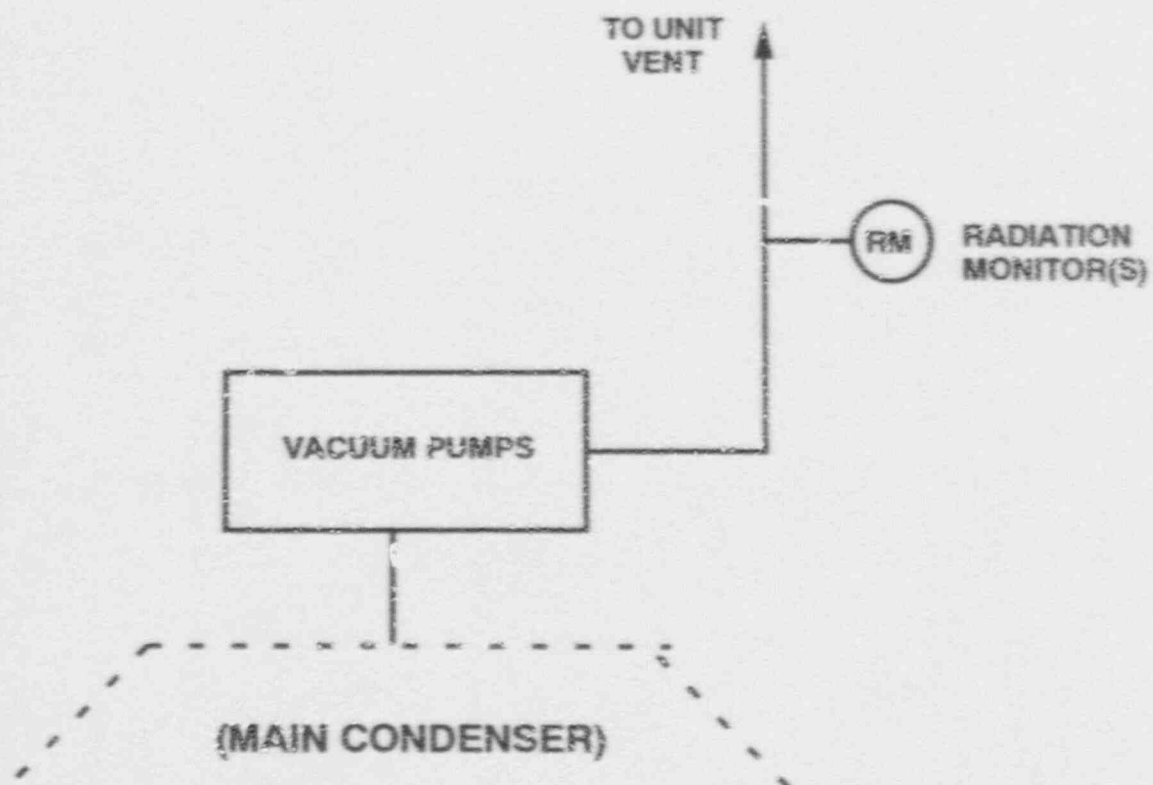 TO UNIT
VENT
RM
RADIATION
MONITOR(S)
VACUUM PUMPS
(MAIN CONDENSER)